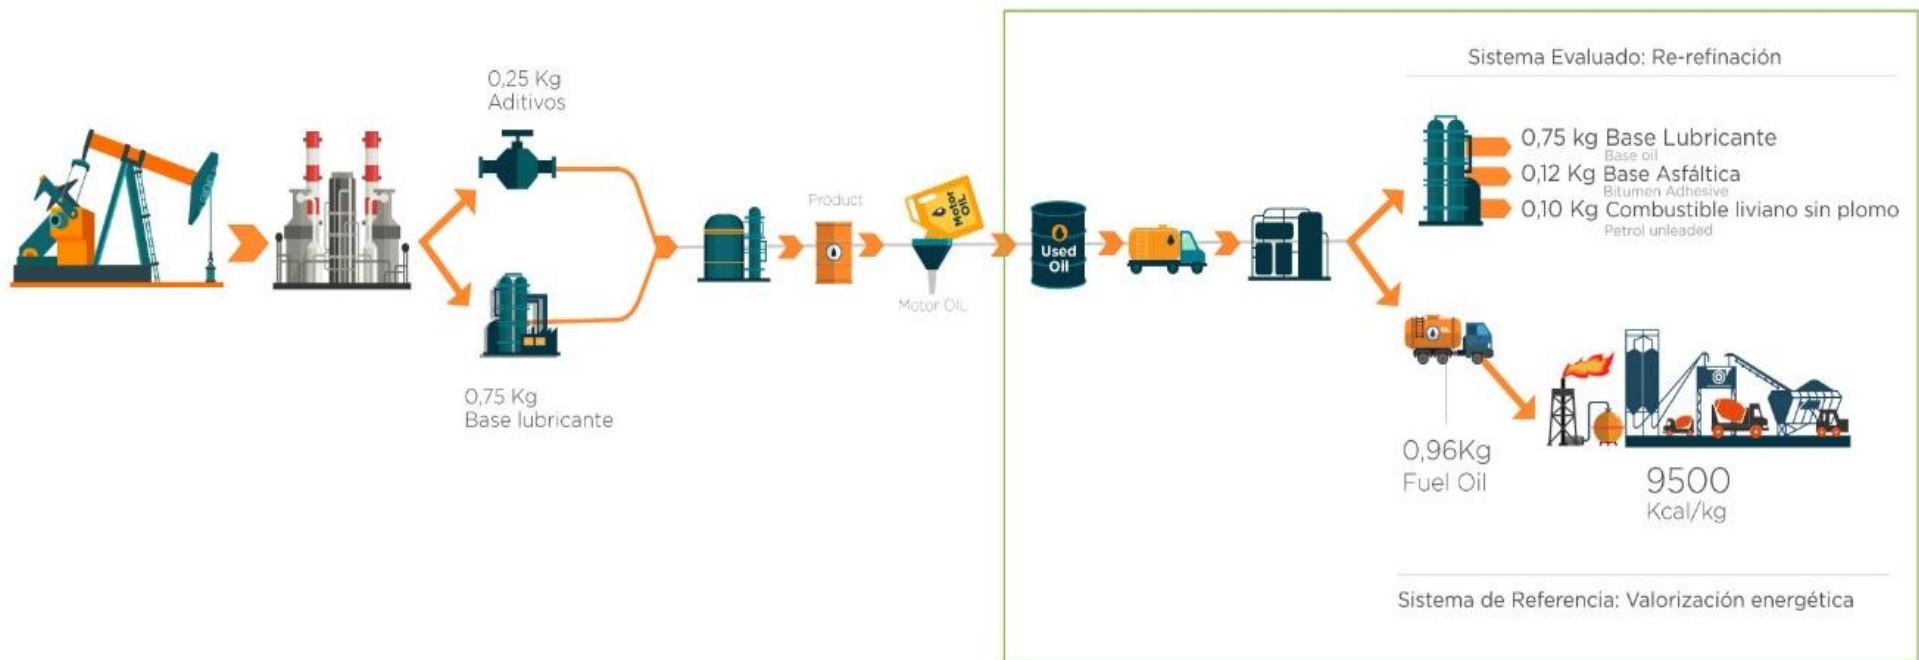 0,25 Kg
Aditivos
0,75 Kg
Base lubricante
Product
Motor
OIL
Motor OIL
Used
Oil
Sistema Evaluado: Re-refinación
0,75 kg Base Lubricante
Base oil
0,12 Kg Base Asfáltica
Bitumen Adhesive
0,10 Kg Combustible liviano sin plomo
Petrol unleaded
0,96Kg
Fuel Oil
9500
Kcal/kg
Sistema de Referencia: Valorización energética